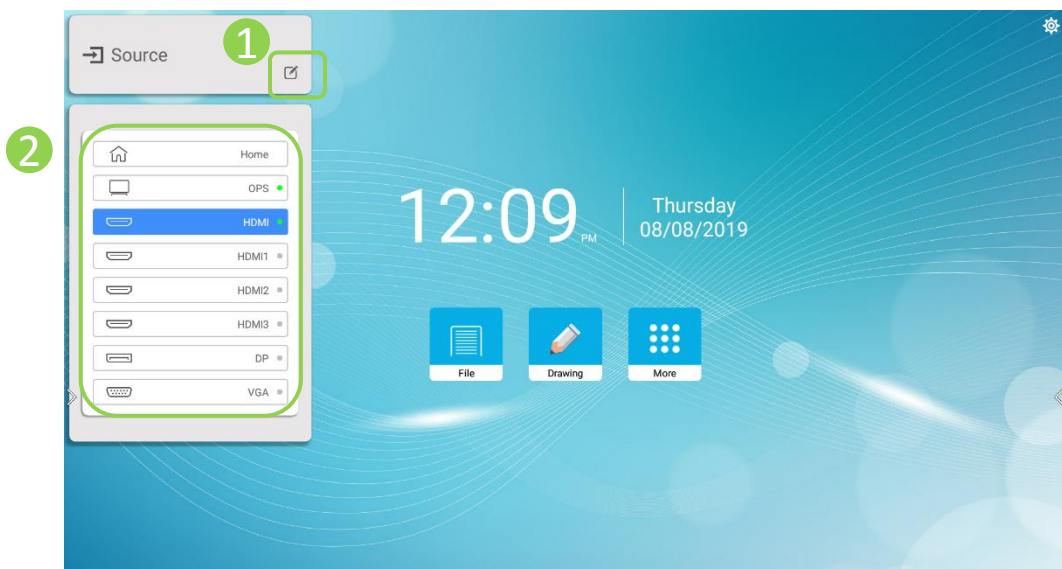 1
Source
2
Home
OPS
HDMI
HDMI1
HDMI2
HDMI3
DP
VGA
12:09 PM
Thursday
08/08/2019
File
Drawing
More